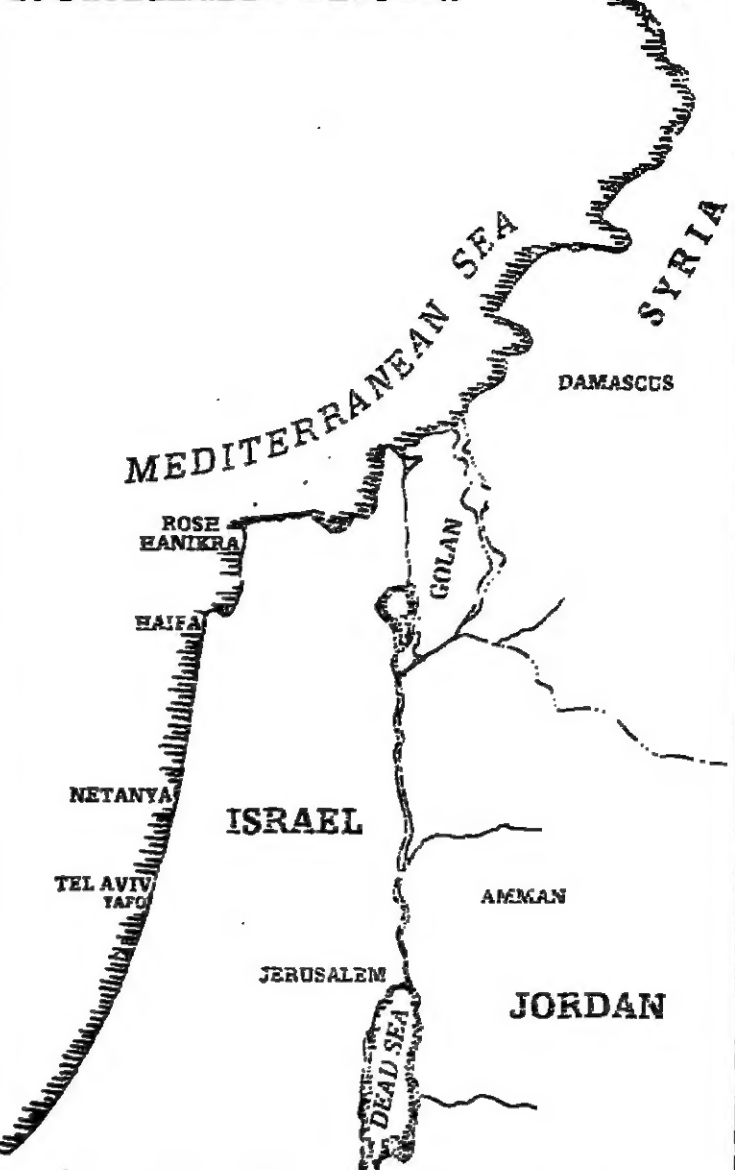 SYRIA
MEDITERRANEAN SEA
DAMASCUS
ROSH
HANIKRA
GOLAN
HAIFA
NETANYA
ISRAEL
TEL AVIV
YAFO
AMMAN
JERUSALEM
JORDAN
DEAD SEA